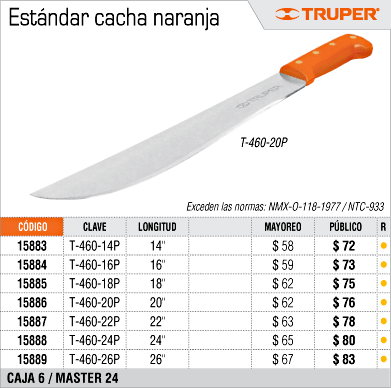 Estándar cacha naranja
TRUPER®
TRUPER
T-460-20P
Exceden las normas: NMX-O-118-1977 / NTC-933
CÓDIGO CLAVE LONGITUD MAYOREO PÚBLICO R
15883 T-460-14P 14" $ 58 $ 72
15884 T-460-16P 16" $ 59 $ 73
15885 T-460-18P 18" $ 62 $ 75
15886 T-460-20P 20" $ 62 $ 76
15887 T-460-22P 22" $ 63 $ 78
15888 T-460-24P 24" $ 65 $ 80
15889 T-460-26P 26" $ 67 $ 83
CAJA 6 / MASTER 24